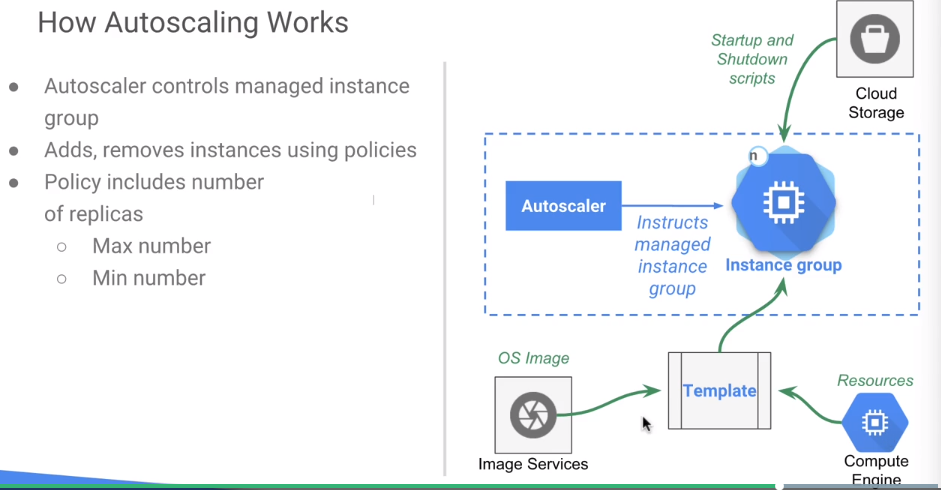 How Autoscaling Works
Autoscaler controls managed instance
group
Adds, removes instances using policies
Policy includes number
of replicas
Max number
Min number
Startup and
Shutdown
scripts
Cloud
Storage
n
Autoscaler
Instructs
managed
instance
group
Instance group
OS Image
Template
Resources
Image Services
Compute
Engine